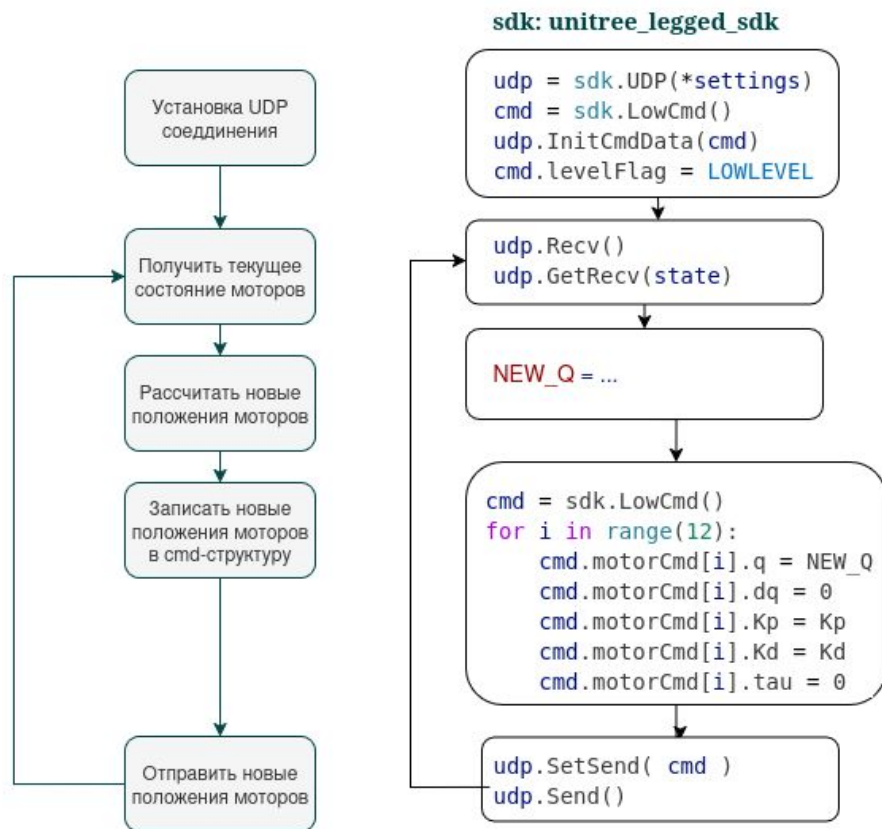 sdk: unitree_legged_sdk
Установка UDP
соеддинения
Получить текущее
состояние моторов
Рассчитать новые
положения моторов
Записать новые
положения моторов
в cmd-структуру
Отправить новые
положения моторов
udp = sdk.UDP(*settings)
cmd = sdk.LowCmd()
udp.InitCmdData(cmd)
cmd.levelFlag = LOWLEVEL
udp.Recv()
udp.GetRecv(state)
NEW_Q = ...
cmd = sdk.LowCmd()
for i in range(12):
    cmd.motorCmd[i].q = NEW_Q
    cmd.motorCmd[i].dq = 0
    cmd.motorCmd[i].Kp = Kp
    cmd.motorCmd[i].Kd = Kd
    cmd.motorCmd[i].tau = 0
udp.SetSend( cmd )
udp.Send()